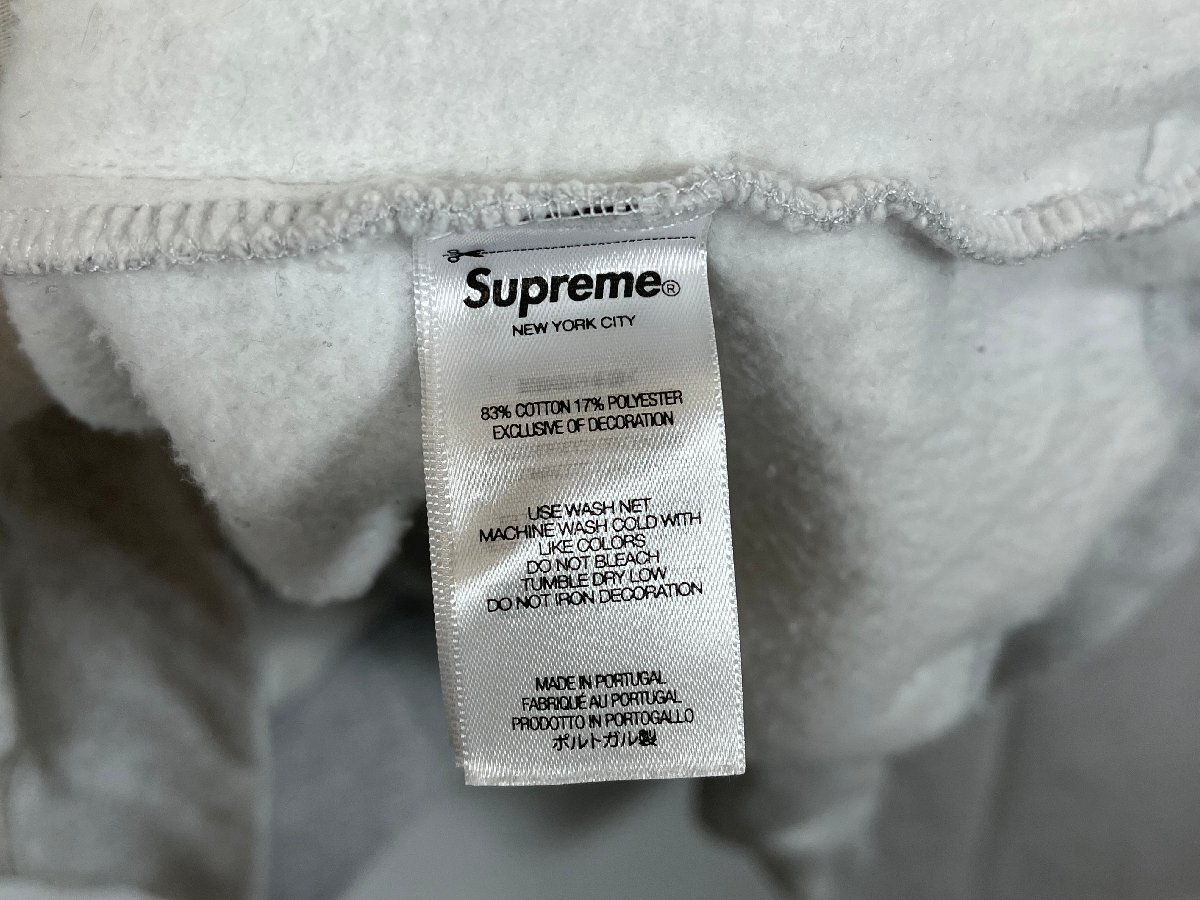 Supreme®
NEW YORK CITY
83% COTTON 17% POLYESTER
EXCLUSIVE OF DECORATION
USE WASH NET
MACHINE WASH COLD WITH
LIKE COLORS
DO NOT BLEACH
TUMBLE DRY LOW
DO NOT IRON DECORATION
MADE IN PORTUGAL
FABRIQUÉ AU PORTUGAL
PRODOTTO IN PORTOGALLO
ポルトガル製